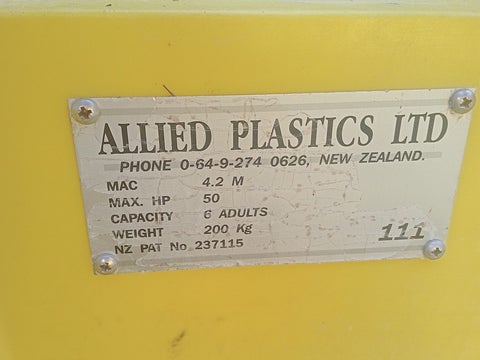 ALLIED PLASTICS LTD
PHONE 0-64-9-274 0626, NEW ZEALAND.
MAC 4.2 M
MAX. HP 50
CAPACITY 6 ADULTS
WEIGHT 200 Kg
NZ PAT No 237115 111